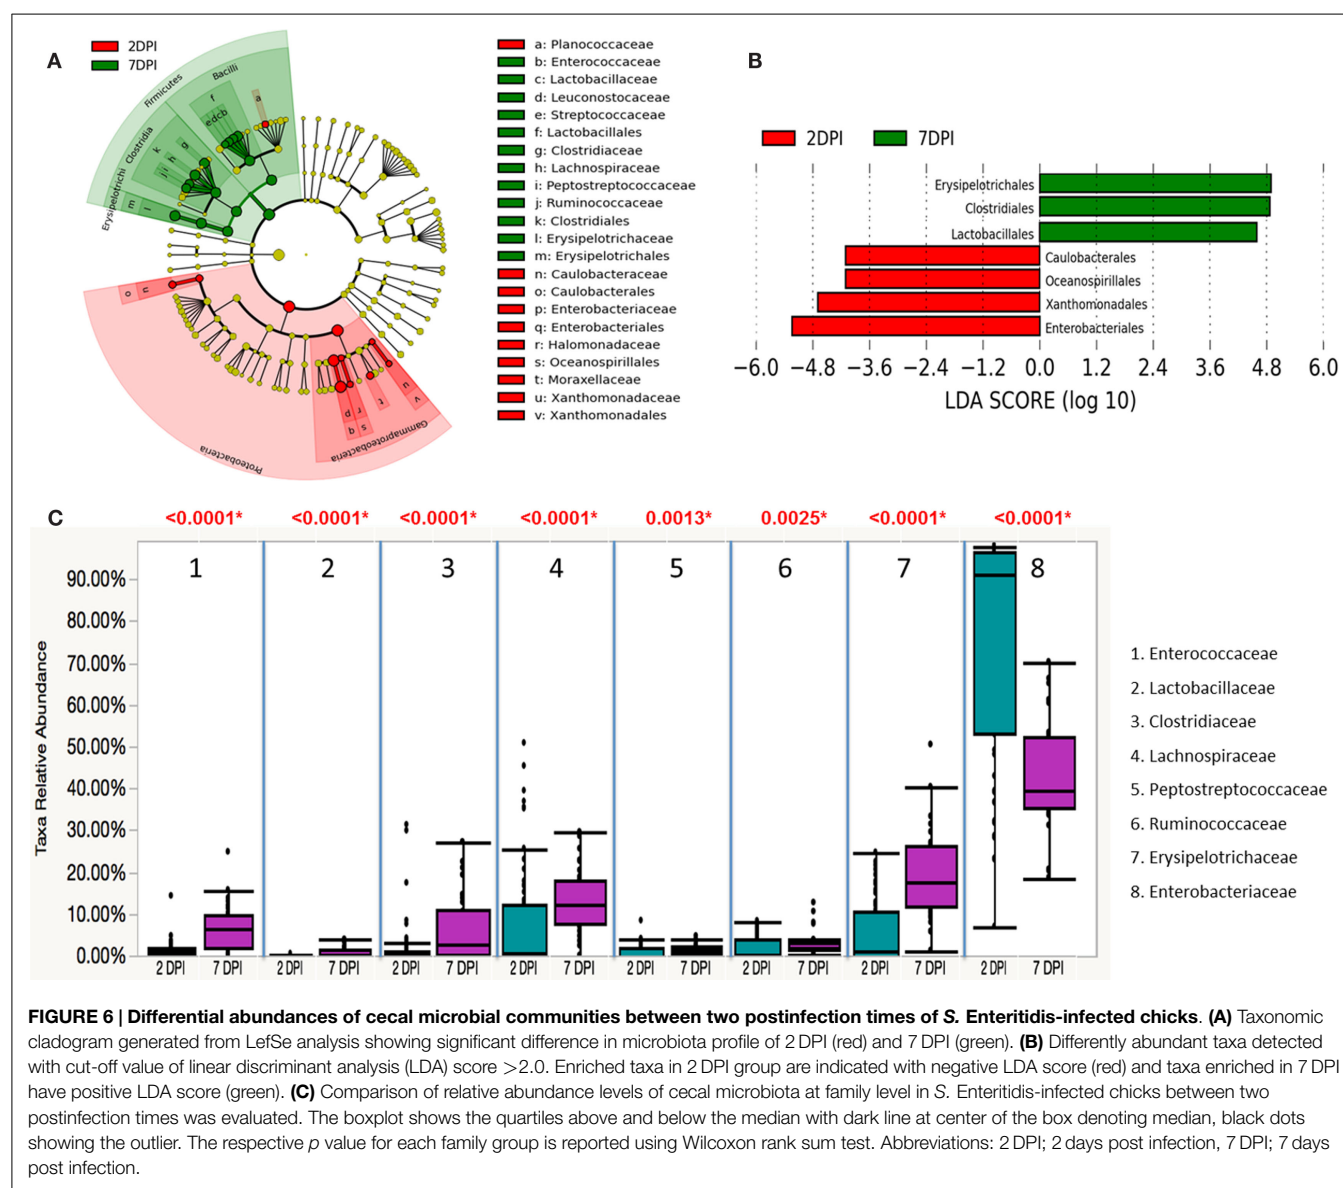 A
2DPI
7DPI
Firmicutes
Bacilli
Clostridia
Erysipelotrichi
a
f
edcb
g
h
k
j i
l
m
n
o
p
q
r
s
t
u
v
Proteobacteria
Gammaproteobacteria
a: Planococcaceae
b: Enterococcaceae
c: Lactobacillaceae
d: Leuconostocaceae
e: Streptococcaceae
f: Lactobacillales
g: Clostridiaceae
h: Lachnospiraceae
i: Peptostreptococcaceae
j: Ruminococcaceae
k: Clostridiales
l: Erysipelotrichaceae
m: Erysipelotrichales
n: Caulobacteraceae
o: Caulobacterales
p: Enterobacteriaceae
q: Enterobacteriales
r: Halomonadaceae
s: Oceanospirillales
t: Moraxellaceae
u: Xanthomonadaceae
v: Xanthomonadales
B
2DPI 7DPI
Erysipelotrichales
Clostridiales
Lactobacillales
Caulobacterales
Oceanospirillales
Xanthomonadales
Enterobacteriales
−6.0 −4.8 −3.6 −2.4 −1.2 0.0 1.2 2.4 3.6 4.8 6.0
LDA SCORE (log 10)
C
<0.0001* <0.0001* <0.0001* <0.0001* 0.0013* 0.0025* <0.0001* <0.0001*
1 2 3 4 5 6 7 8
Taxa Relative Abundance
90.00%
80.00%
70.00%
60.00%
50.00%
40.00%
30.00%
20.00%
10.00%
0.00%
2 DPI 7 DPI 2 DPI 7 DPI 2 DPI 7 DPI 2 DPI 7 DPI 2 DPI 7 DPI 2 DPI 7 DPI 2 DPI 7 DPI 2 DPI 7 DPI
1. Enterococcaceae
2. Lactobacillaceae
3. Clostridiaceae
4. Lachnospiraceae
5. Peptostreptococcaceae
6. Ruminococcaceae
7. Erysipelotrichaceae
8. Enterobacteriaceae
FIGURE 6 | Differential abundances of cecal microbial communities between two postinfection times of S. Enteritidis-infected chicks. (A) Taxonomic
cladogram generated from LefSe analysis showing significant difference in microbiota profile of 2 DPI (red) and 7 DPI (green). (B) Differently abundant taxa detected
with cut-off value of linear discriminant analysis (LDA) score >2.0. Enriched taxa in 2 DPI group are indicated with negative LDA score (red) and taxa enriched in 7 DPI
have positive LDA score (green). (C) Comparison of relative abundance levels of cecal microbiota at family level in S. Enteritidis-infected chicks between two
postinfection times was evaluated. The boxplot shows the quartiles above and below the median with dark line at center of the box denoting median, black dots
showing the outlier. The respective p value for each family group is reported using Wilcoxon rank sum test. Abbreviations: 2 DPI; 2 days post infection, 7 DPI; 7 days
post infection.